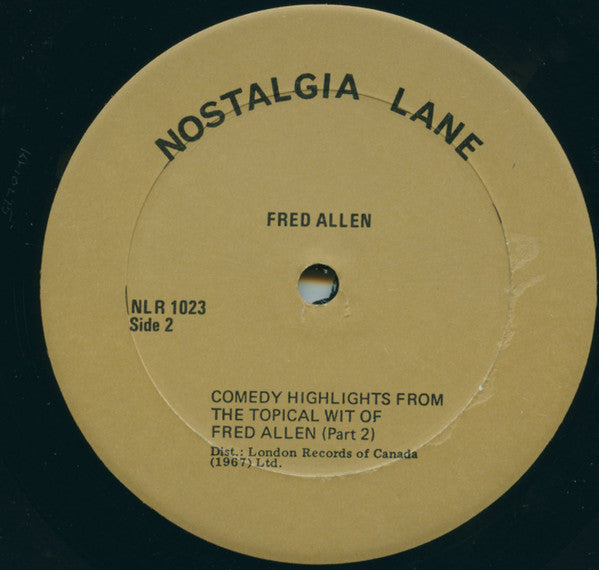 NOSTALGIA LANE
FRED ALLEN
NLR 1023
Side 2
COMEDY HIGHLIGHTS FROM
THE TOPICAL WIT OF
FRED ALLEN (Part 2)
Dist.: London Records of Canada
(1967) Ltd.